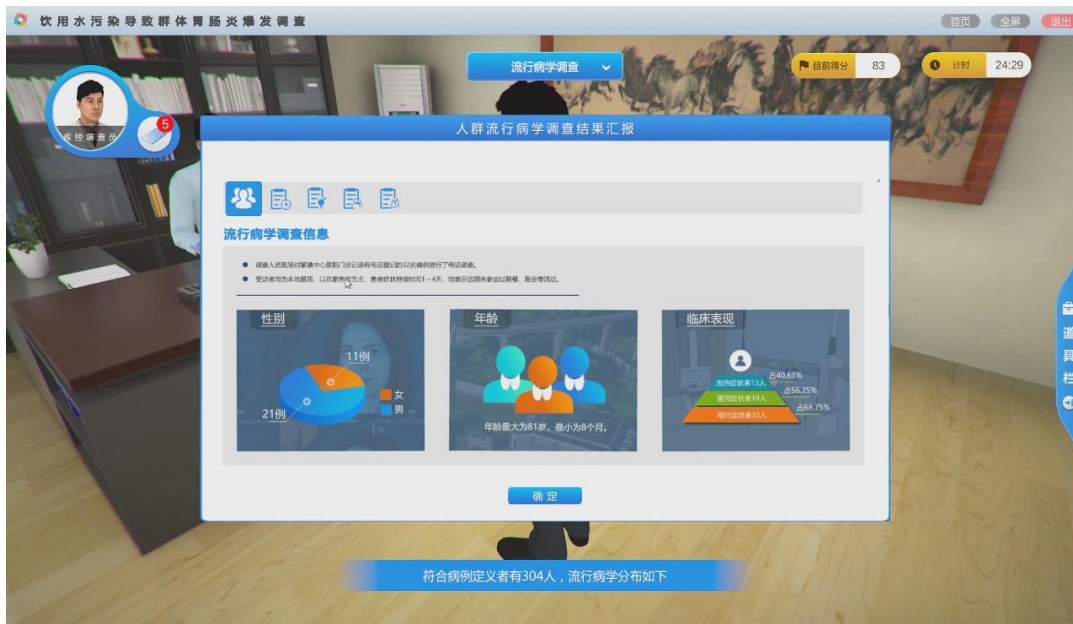 饮用水污染导致群体胃肠炎爆发调查
首页
全屏
退出
流行病学调查
目前得分 83
计时 24:29
疾控调查员
5
人群流行病学调查结果汇报
流行病学调查信息
调查人员现场对某镇中心医院门诊记录有电话登记的32名病例进行了电话调查。
受访者均为本地居民，以在家就餐为主，患者症状持续时间1-4天，均表示近期未参加过聚餐、聚会等活动。
性别
11例
21例
女
男
年龄
年龄最大为81岁，最小为8个月。
临床表现
发热症状者13人 占40.63%
腹泻症状者18人 占56.25%
呕吐症状者22人 占68.75%
确定
道具栏
符合病例定义者有304人，流行病学分布如下